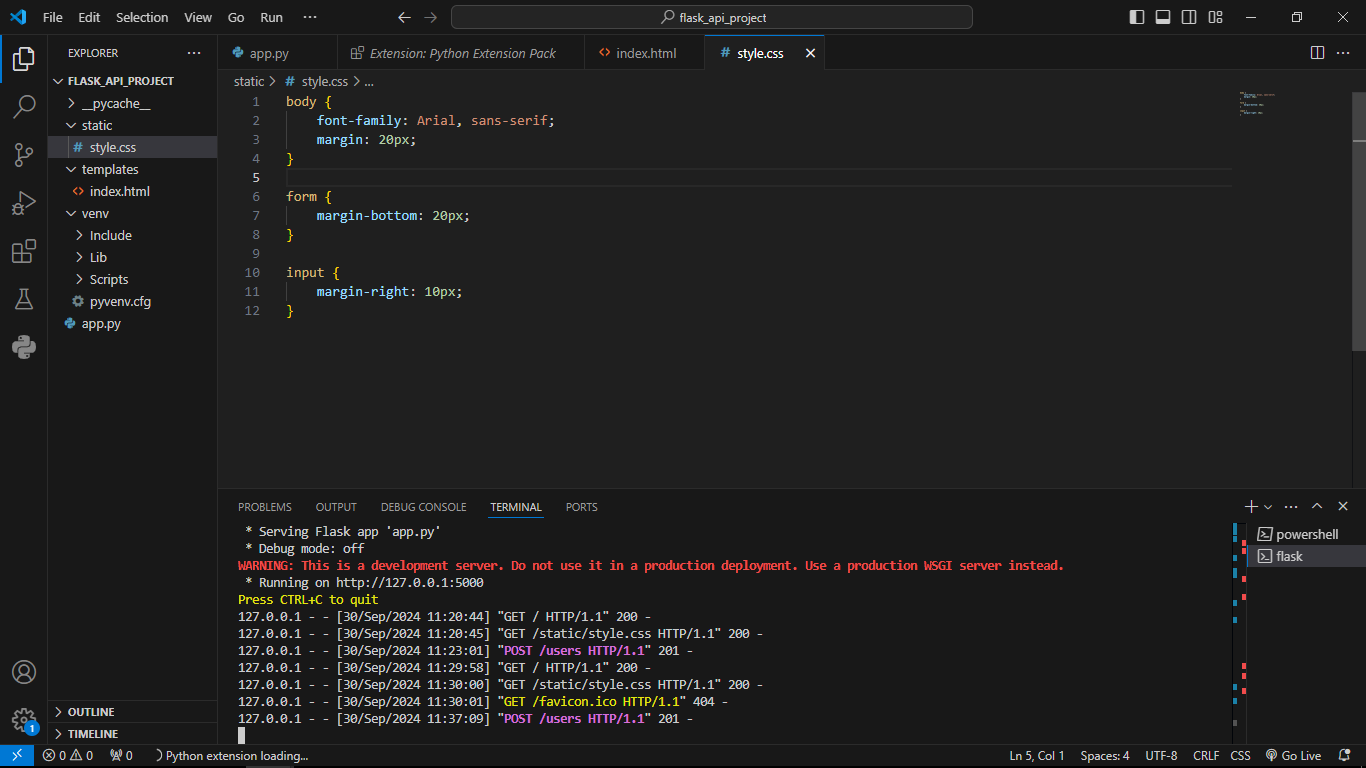 File Edit Selection View Go Run ··· flask_api_project
EXPLORER ···
FLASK_API_PROJECT
__pycache__
static
# style.css
templates
<> index.html
venv
Include
Lib
Scripts
pyvenv.cfg
app.py
OUTLINE
TIMELINE
app.py Extension: Python Extension Pack <> index.html # style.css
static > # style.css > ...
1 body {
2     font-family: Arial, sans-serif;
3     margin: 20px;
4 }
5
6 form {
7     margin-bottom: 20px;
8 }
9
10 input {
11     margin-right: 10px;
12 }
PROBLEMS OUTPUT DEBUG CONSOLE TERMINAL PORTS
* Serving Flask app 'app.py'
* Debug mode: off
WARNING: This is a development server. Do not use it in a production deployment. Use a production WSGI server instead.
* Running on http://127.0.0.1:5000
Press CTRL+C to quit
127.0.0.1 - - [30/Sep/2024 11:20:44] "GET / HTTP/1.1" 200 -
127.0.0.1 - - [30/Sep/2024 11:20:45] "GET /static/style.css HTTP/1.1" 200 -
127.0.0.1 - - [30/Sep/2024 11:23:01] "POST /users HTTP/1.1" 201 -
127.0.0.1 - - [30/Sep/2024 11:29:58] "GET / HTTP/1.1" 200 -
127.0.0.1 - - [30/Sep/2024 11:30:00] "GET /static/style.css HTTP/1.1" 200 -
127.0.0.1 - - [30/Sep/2024 11:30:01] "GET /favicon.ico HTTP/1.1" 404 -
127.0.0.1 - - [30/Sep/2024 11:37:09] "POST /users HTTP/1.1" 201 -
powershell
flask
1
0 0 0 Python extension loading... Ln 5, Col 1 Spaces: 4 UTF-8 CRLF CSS Go Live